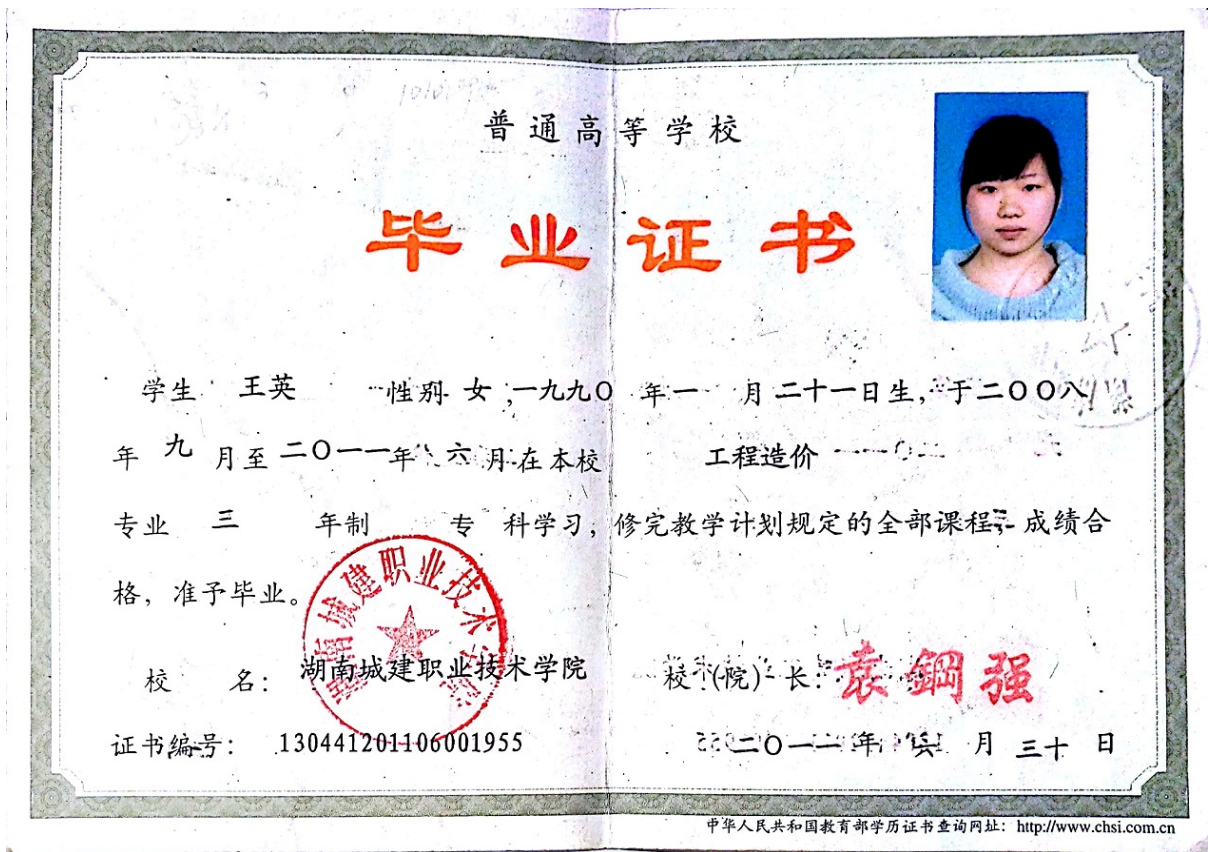 普通高等学校
毕业证书
学生 王英 性别 女,一九九〇 年 一 月 二十一日生,于二〇〇八
年 九 月至 二〇一一年 六 月在本校 工程造价
专业 三 年制 专 科学习,修完教学计划规定的全部课程, 成绩合
格,准予毕业。
湖南城建职业技术学院
校 名: 湖南城建职业技术学院 校(院)长: 袁鋼强
证书编号: 130441201106001955 二〇一一年 六 月 三十 日
中华人民共和国教育部学历证书查询网址: http://www.chsi.com.cn